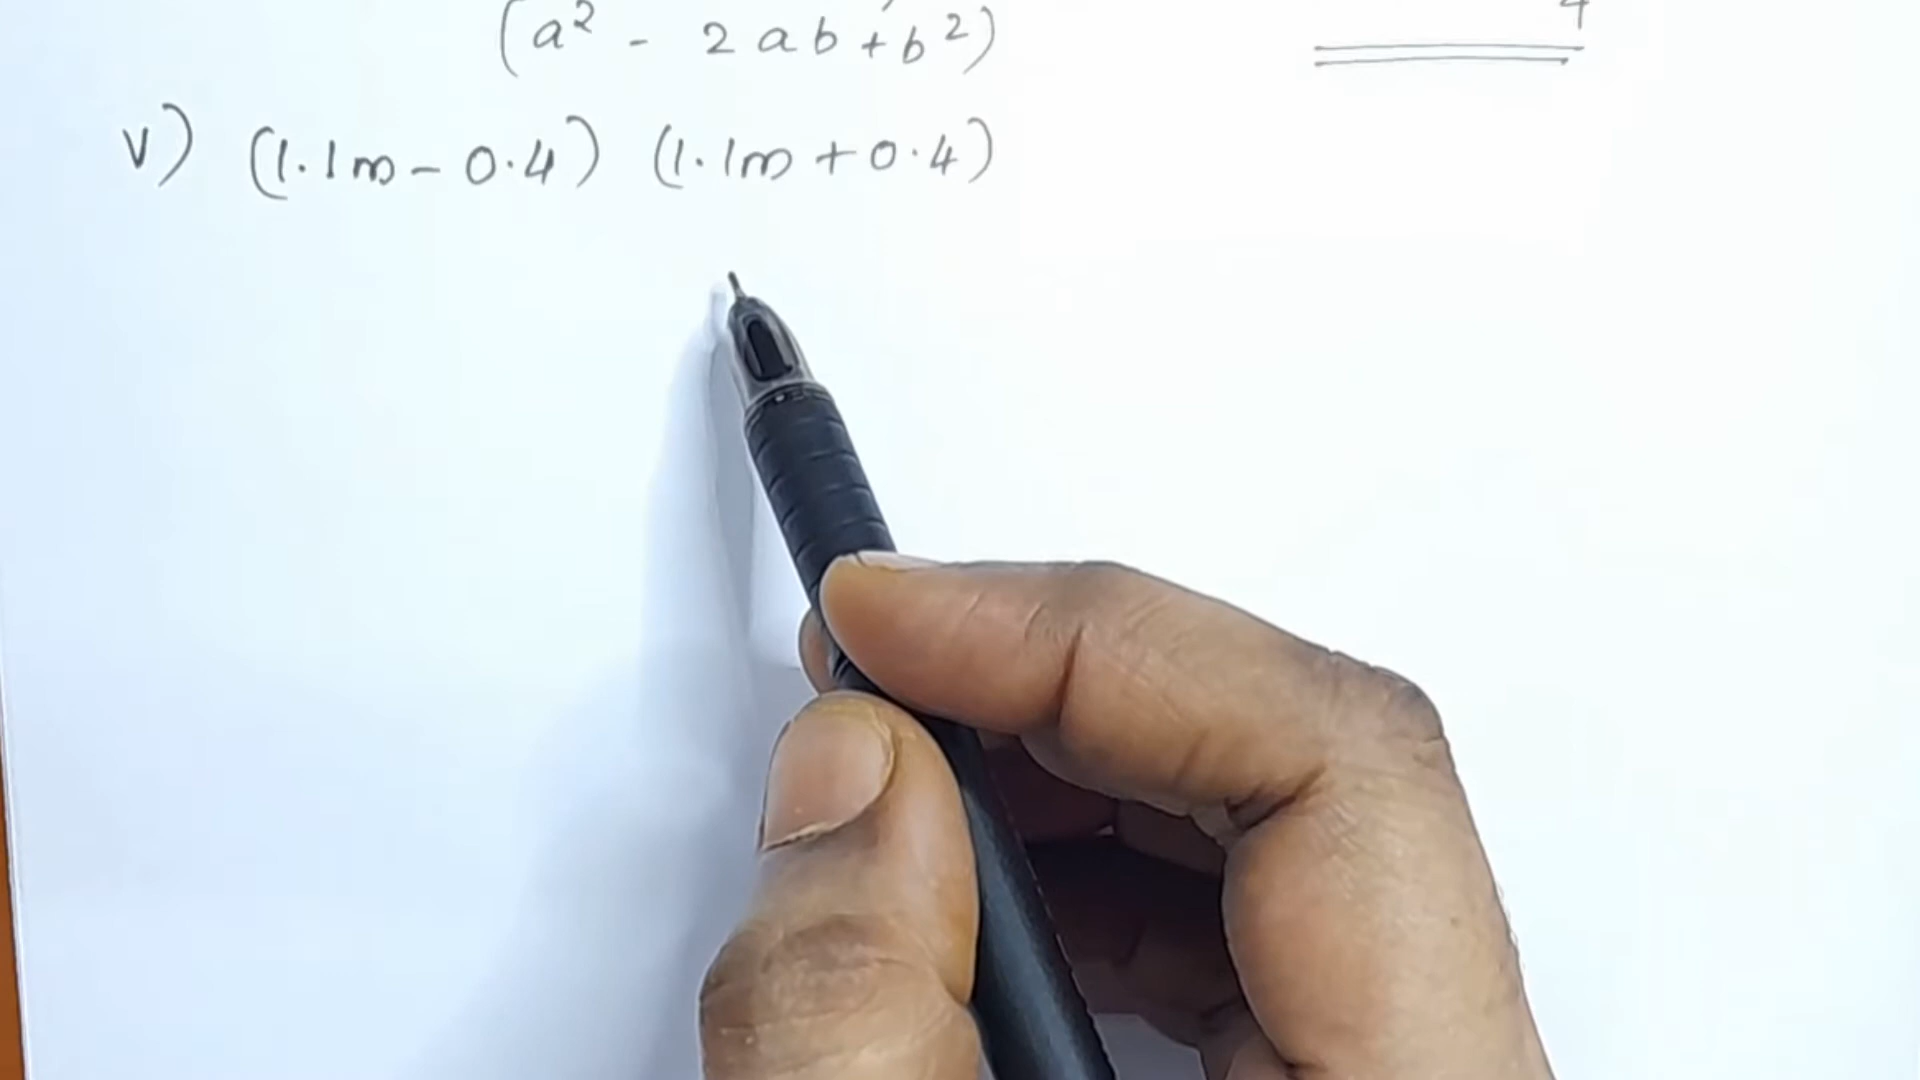 (a² - 2ab + b²)
v) (1.1m - 0.4) (1.1m + 0.4)